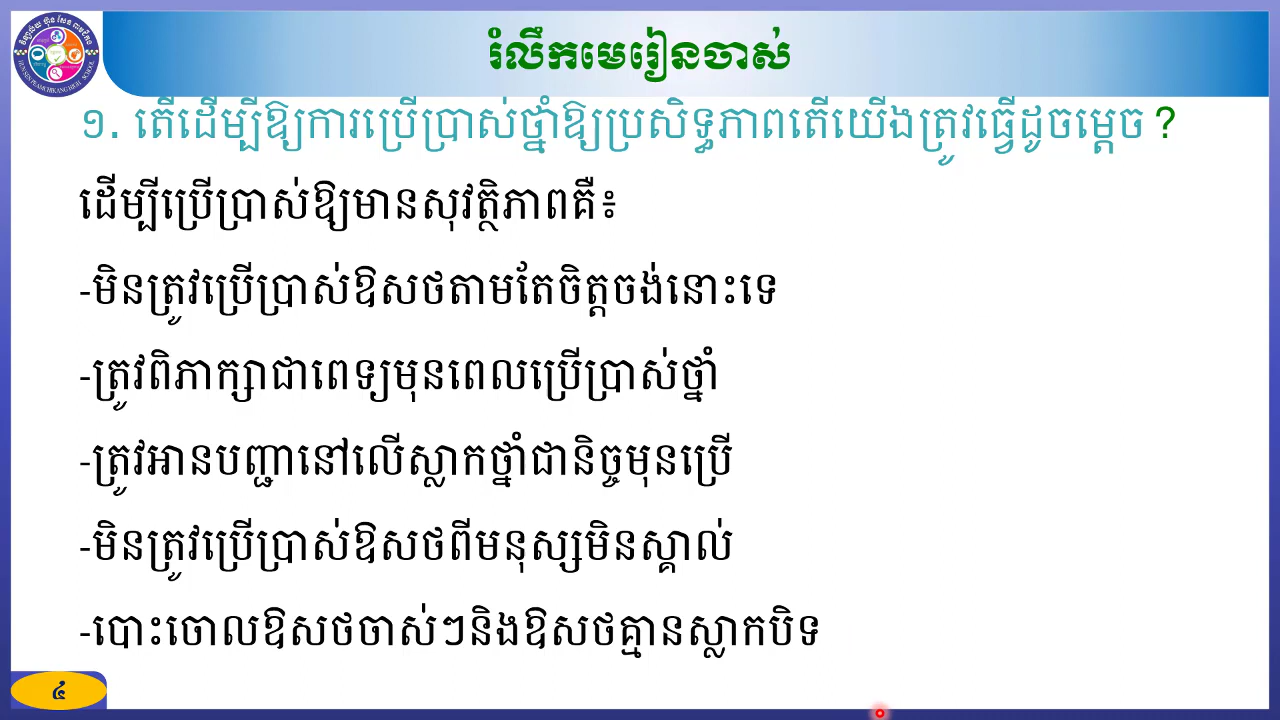 រំលឹកមេរៀនចាស់
១. តើដើម្បីឱ្យការប្រើប្រាស់ថ្នាំឱ្យប្រសិទ្ធភាពតើយើងត្រូវធ្វើដូចម្ដេច ?
ដើម្បីប្រើប្រាស់ឱ្យមានសុវត្ថិភាពគឺ៖
-មិនត្រូវប្រើប្រាស់ឱសថតាមតែចិត្តចង់នោះទេ
-ត្រូវពិភាក្សាជាពេទ្យមុនពេលប្រើប្រាស់ថ្នាំ
-ត្រូវអានបញ្ជានៅលើស្លាកថ្នាំជានិច្ចមុនប្រើ
-មិនត្រូវប្រើប្រាស់ឱសថពីមនុស្សមិនស្គាល់
-បោះចោលឱសថចាស់ៗនិងឱសថគ្មានស្លាកបិទ
៤